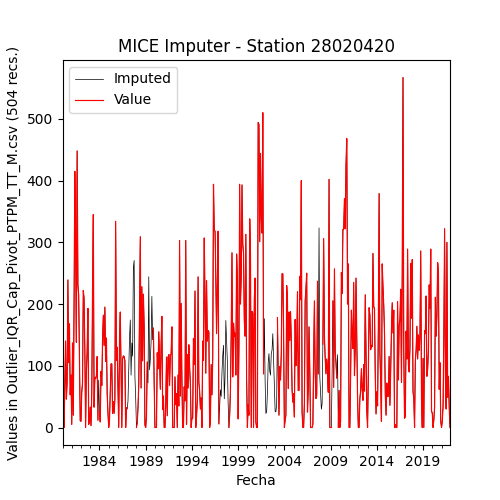 MICE Imputer - Station 28020420
Imputed
Value
Values in Outlier_IQR_Cap_Pivot_PTPM_TT_M.csv (504 recs.)
500
400
300
200
100
0
1984 1989 1994 1999 2004 2009 2014 2019
Fecha